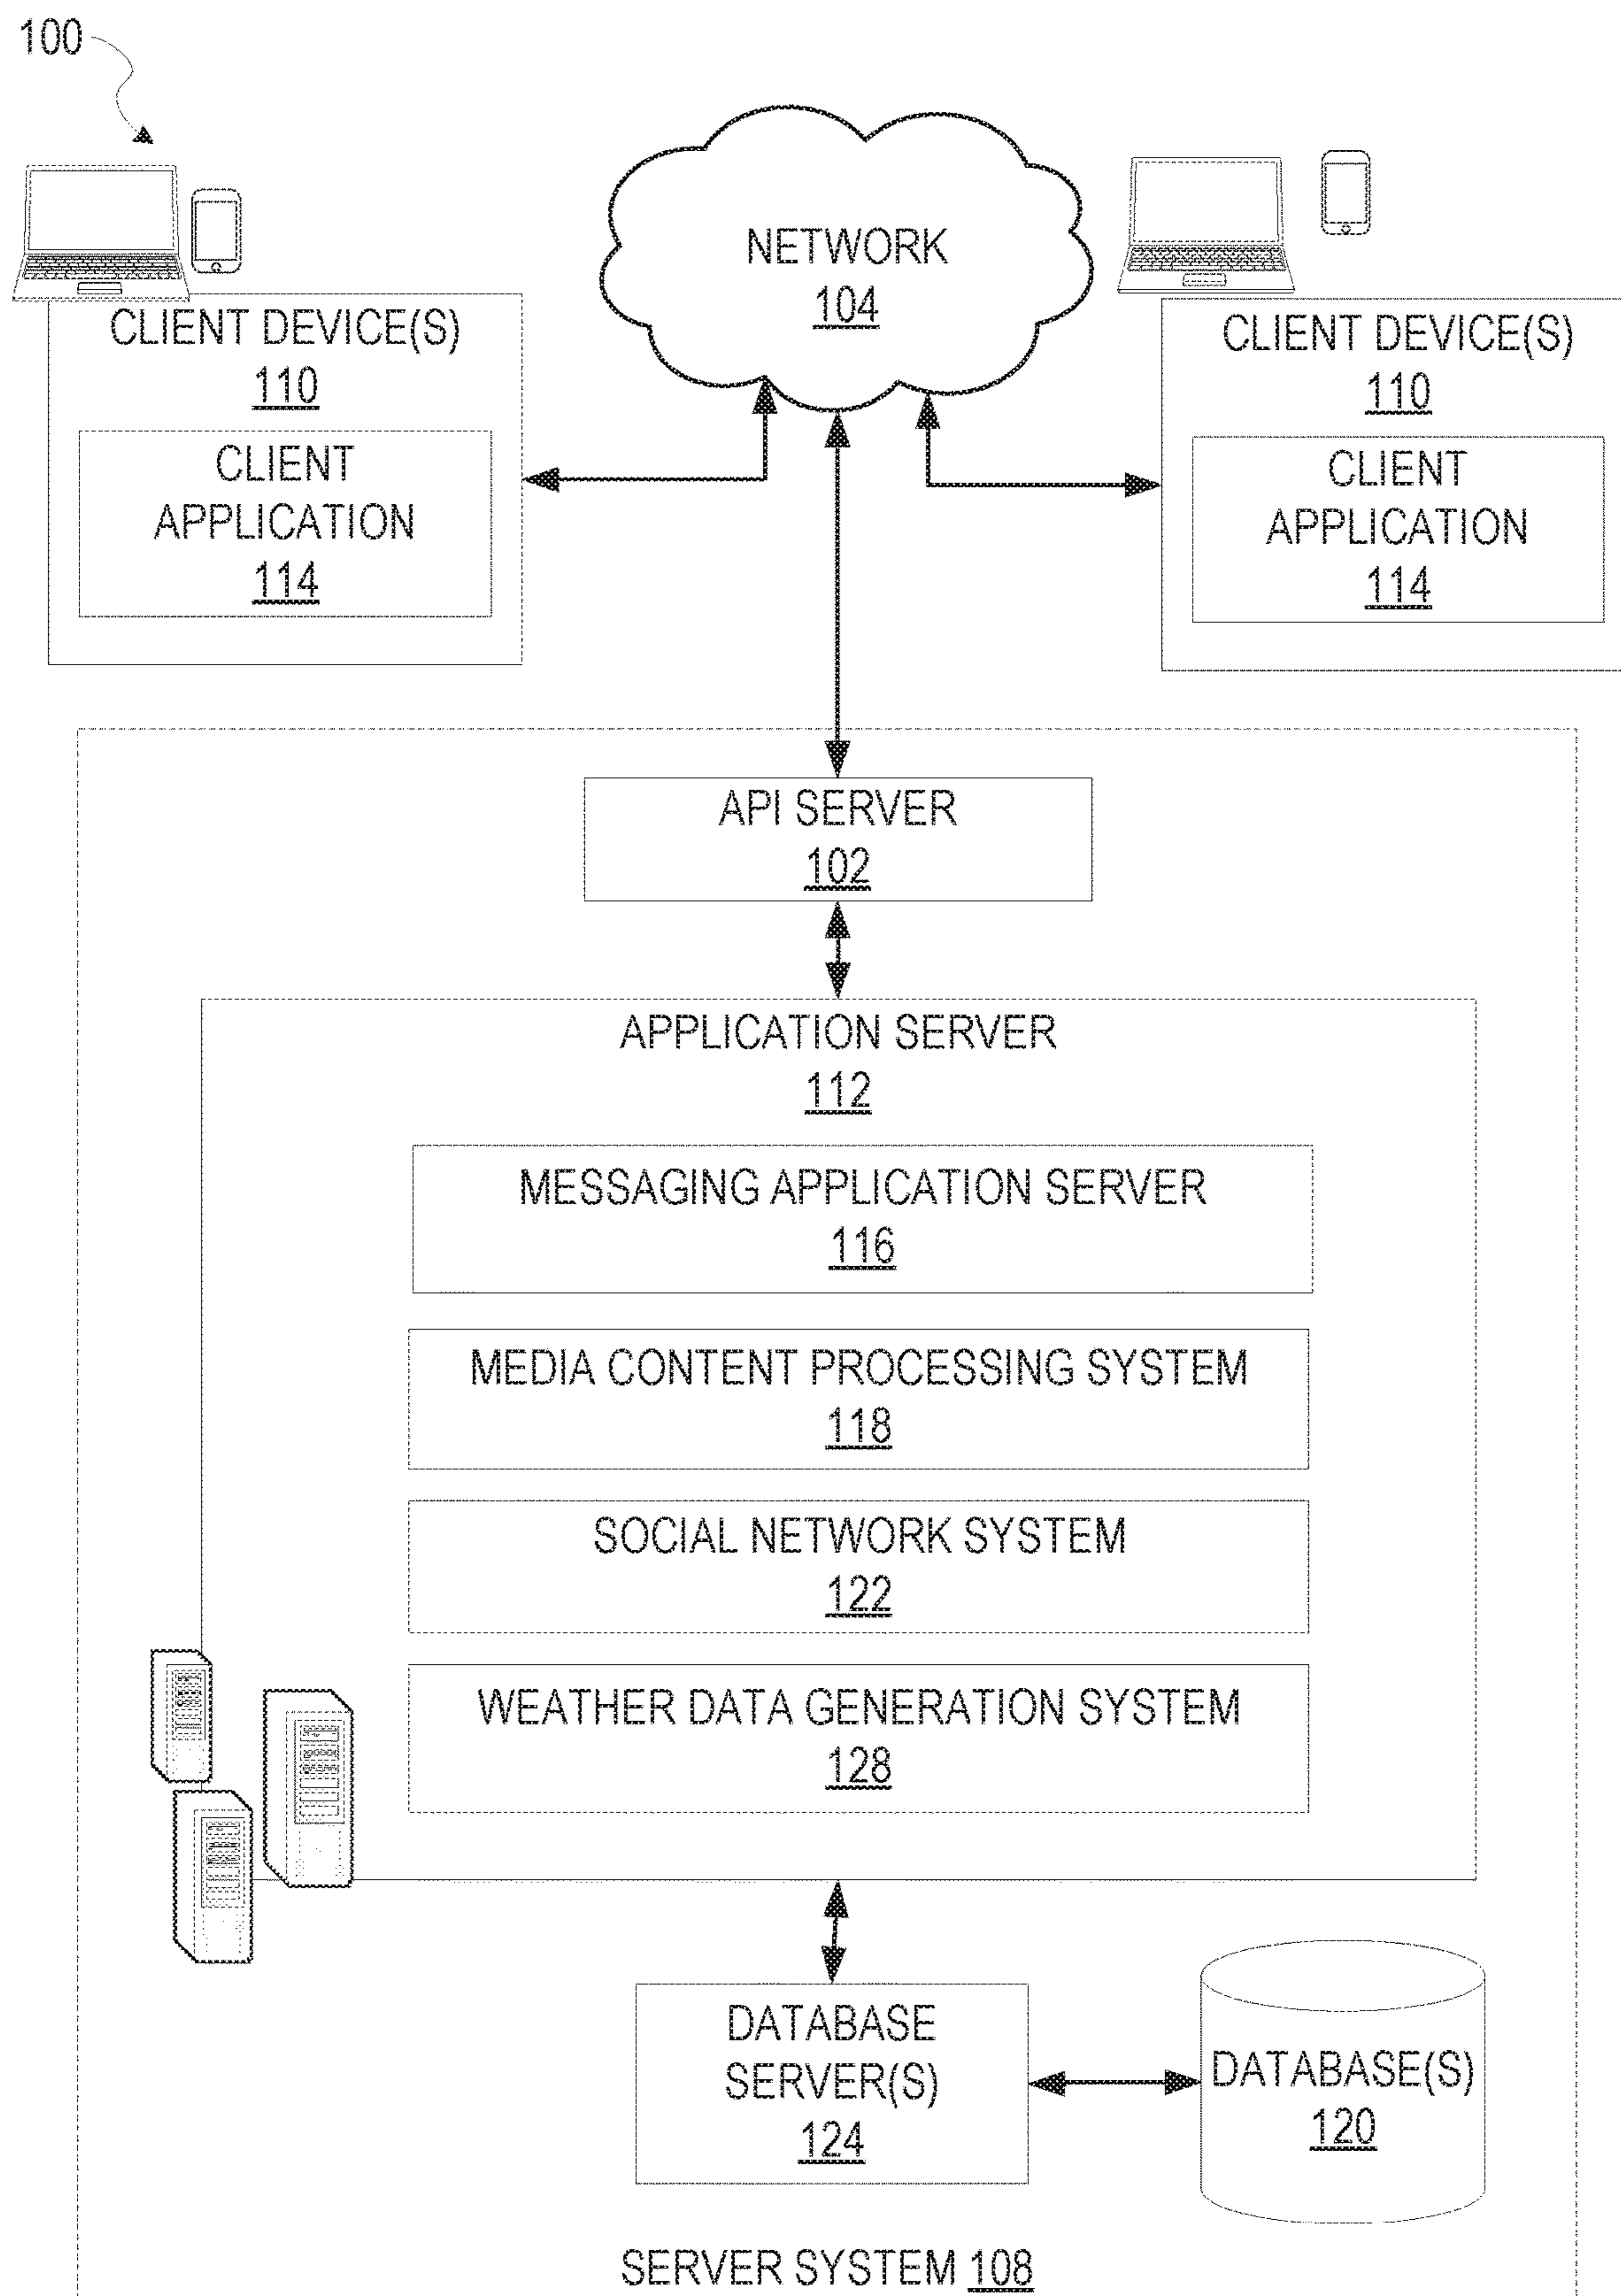 100
NETWORK
104
CLIENT DEVICE(S)
110
CLIENT
APPLICATION
114
CLIENT DEVICE(S)
110
CLIENT
APPLICATION
114
API SERVER
102
APPLICATION SERVER
112
MESSAGING APPLICATION SERVER
116
MEDIA CONTENT PROCESSING SYSTEM
118
SOCIAL NETWORK SYSTEM
122
WEATHER DATA GENERATION SYSTEM
128
DATABASE
SERVER(S)
124
DATABASE(S)
120
SERVER SYSTEM 108